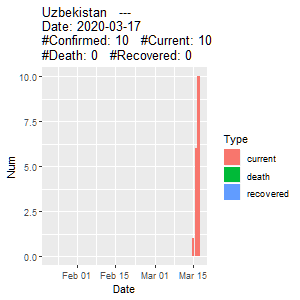 Uzbekistan   ---
Date: 2020-03-17
#Confirmed: 10   #Current: 10
#Death: 0   #Recovered: 0
10.0
7.5
5.0
2.5
0.0
Num
Feb 01   Feb 15   Mar 01   Mar 15
Date
Type
current
death
recovered